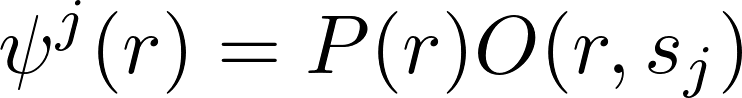 ψ^j(r) = P(r)O(r, s_j)